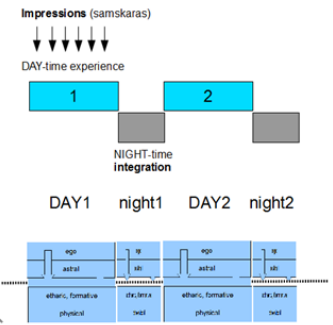 Impressions (samskaras)
DAY-time experience
1
2
NIGHT-time
integration
DAY1 night1 DAY2 night2
ego
ego
astral
astral
etheric, formative
etheric, formative
physical
physical